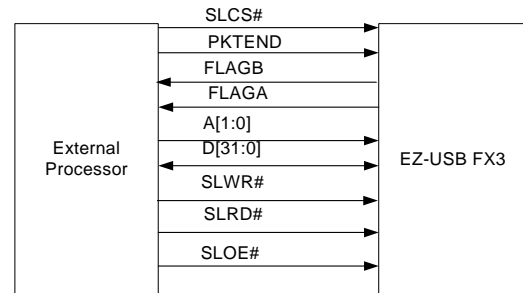 SLCS#
PKTEND
FLAGB
FLAGA
A[1:0]
D[31:0]
SLWR#
SLRD#
SLOE#
External
Processor
EZ-USB FX3